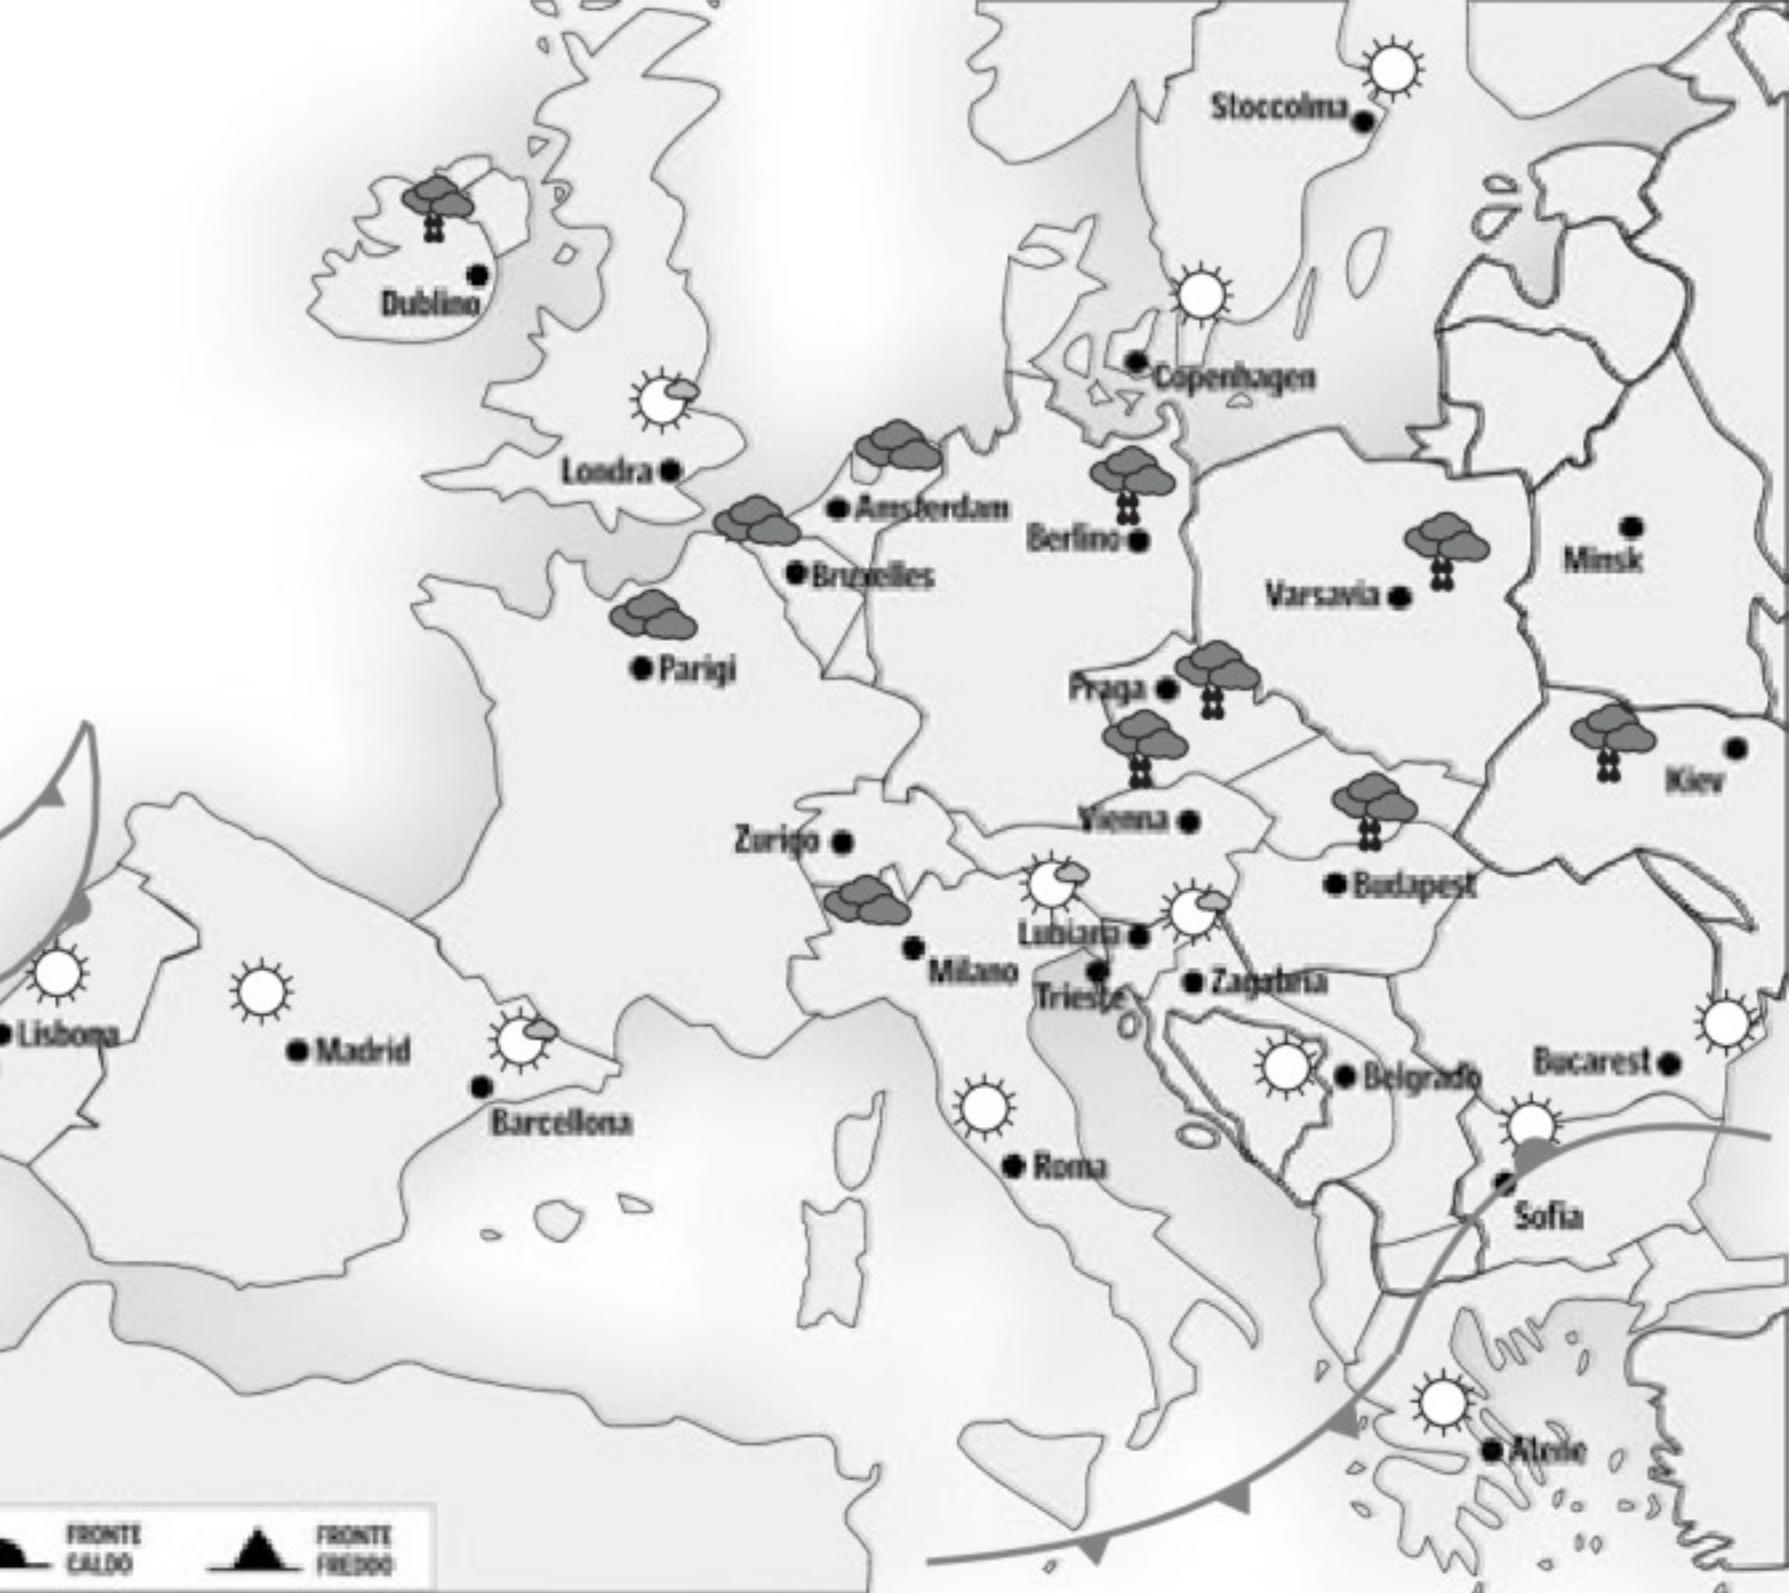 Stoccolma
Dublino
Copenhagen
Londra
Amsterdam
Berlino
Bruxelles
Minsk
Varsavia
Parigi
Praga
Kiev
Vienna
Zurigo
Budapest
Lubiana
Milano
Zagabria
Trieste
Lisbona
Madrid
Bucarest
Belgrado
Barcellona
Roma
Sofia
Atene
FRONTE
CALDO
FRONTE
FREDDO